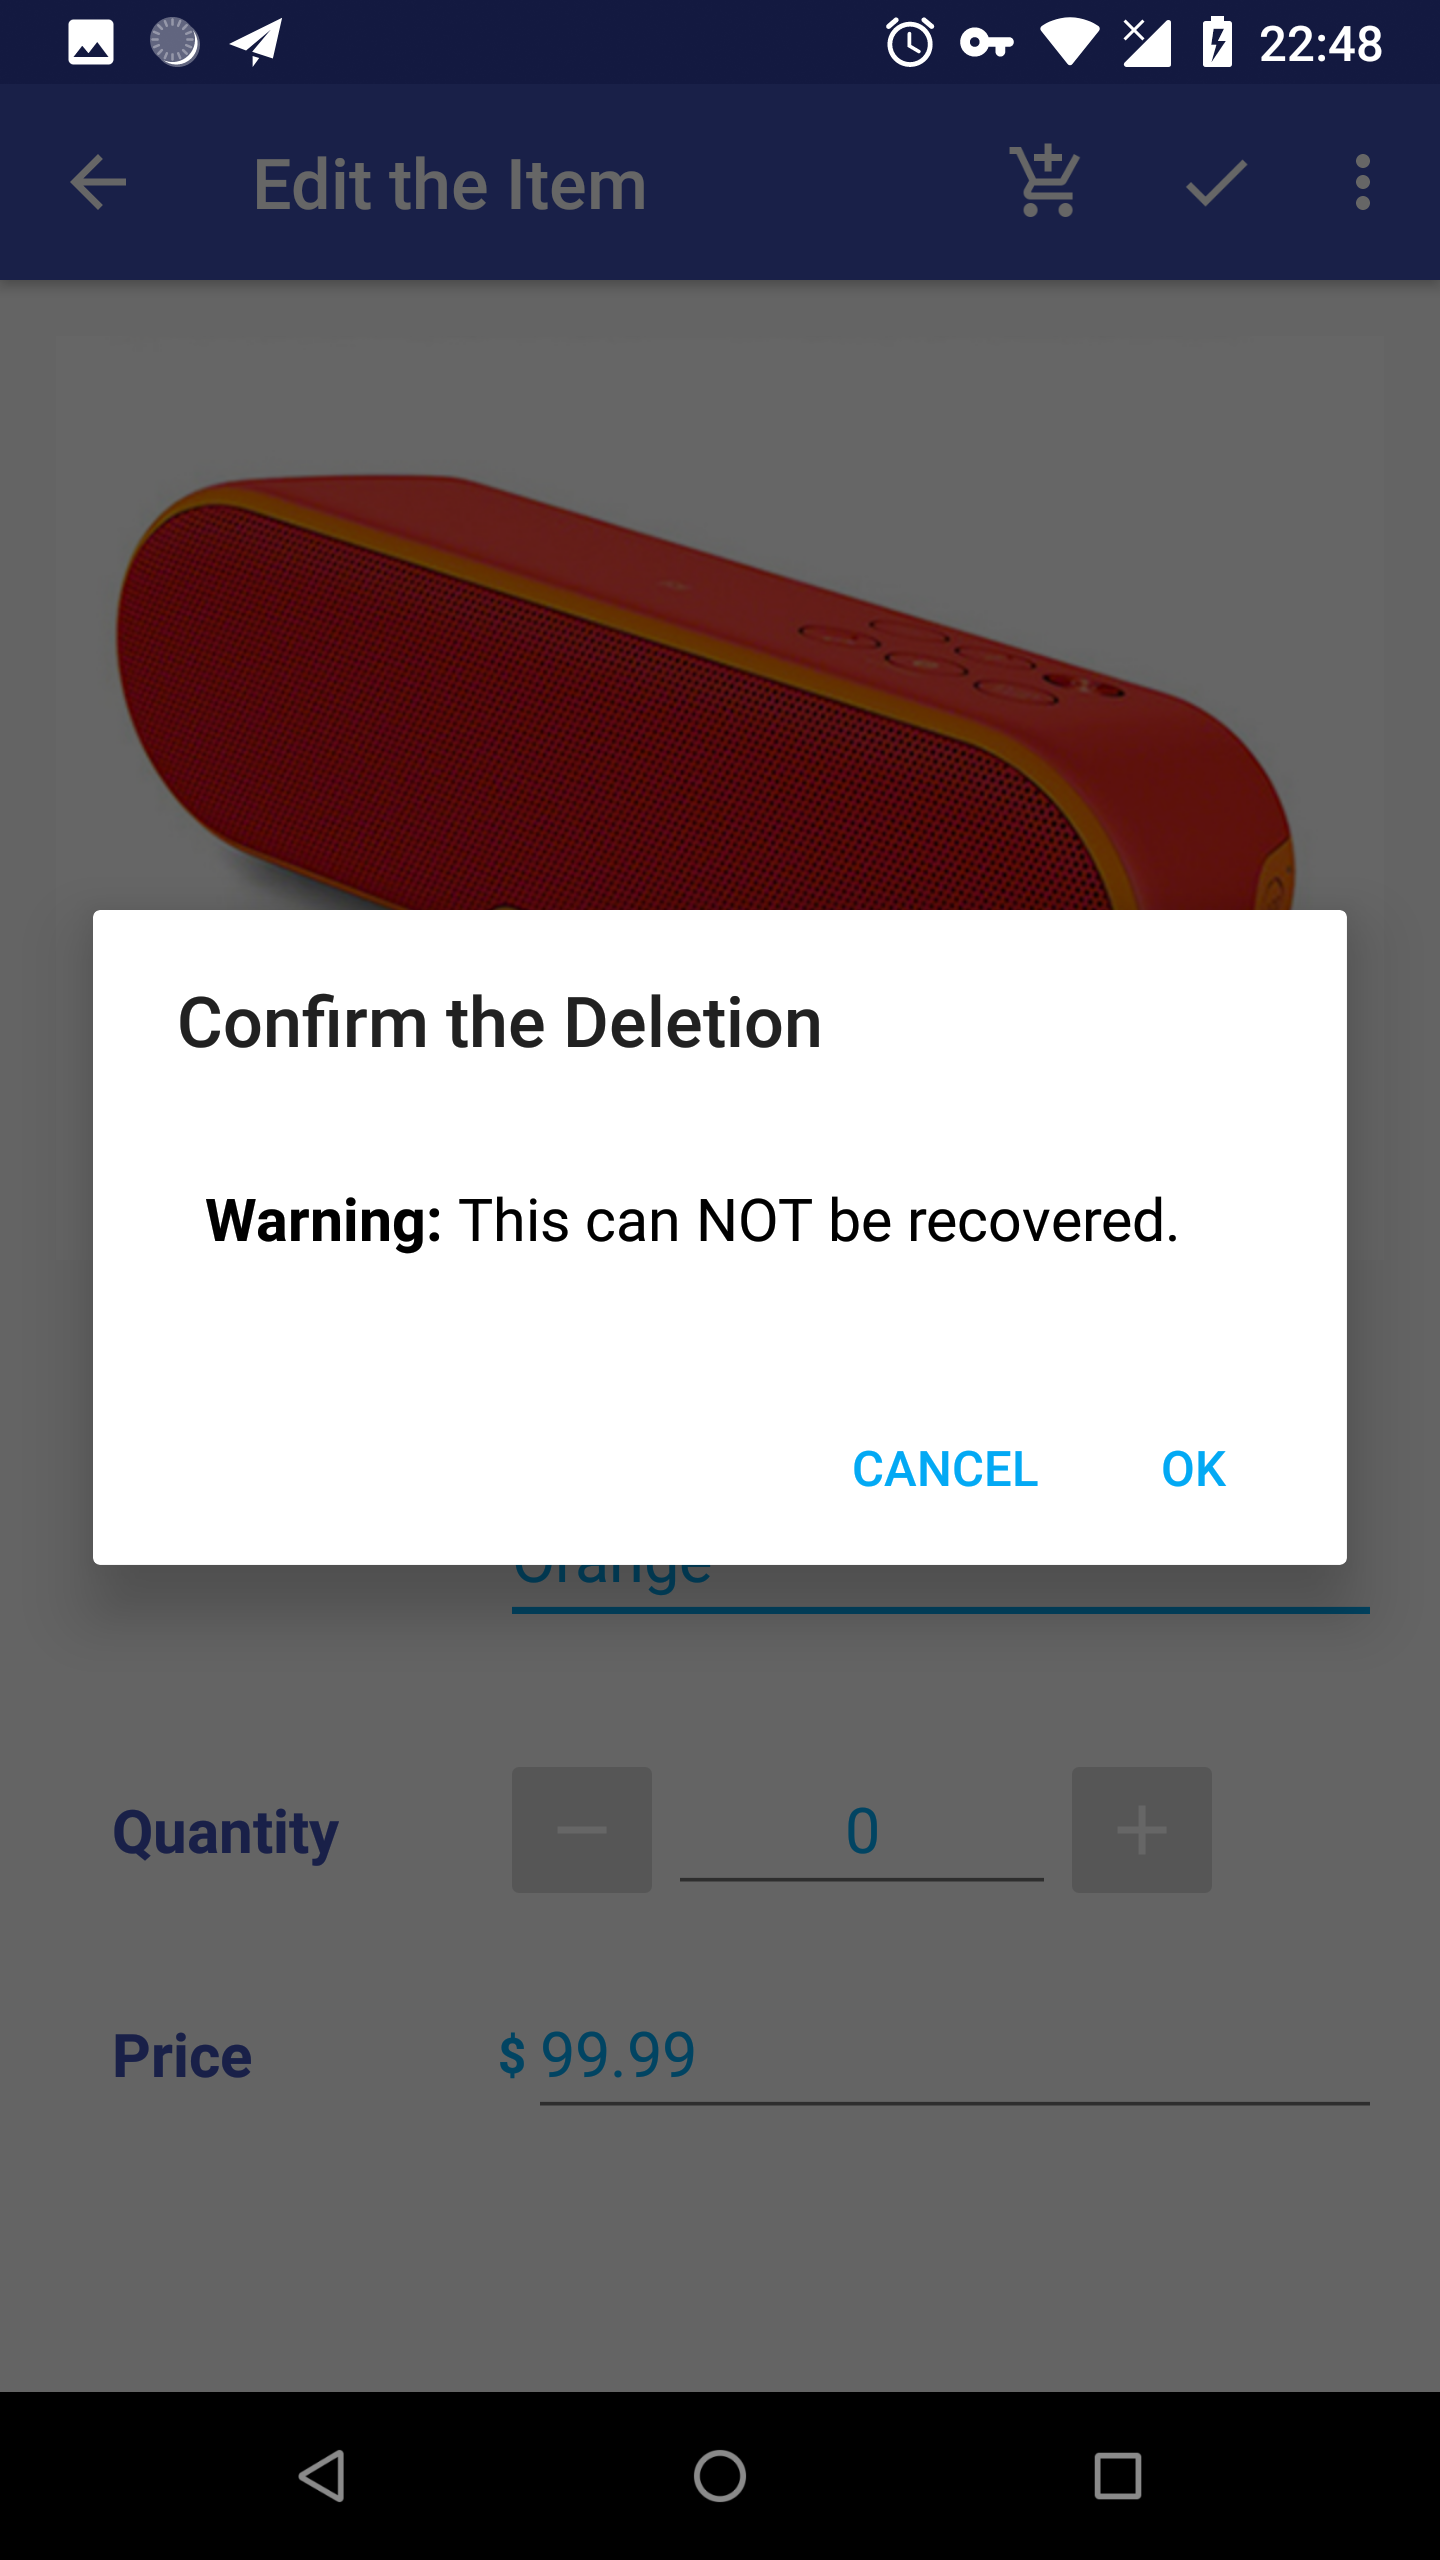 22:48
Edit the Item
Confirm the Deletion
Warning: This can NOT be recovered.
CANCEL OK
Orange
Quantity 0
Price $ 99.99